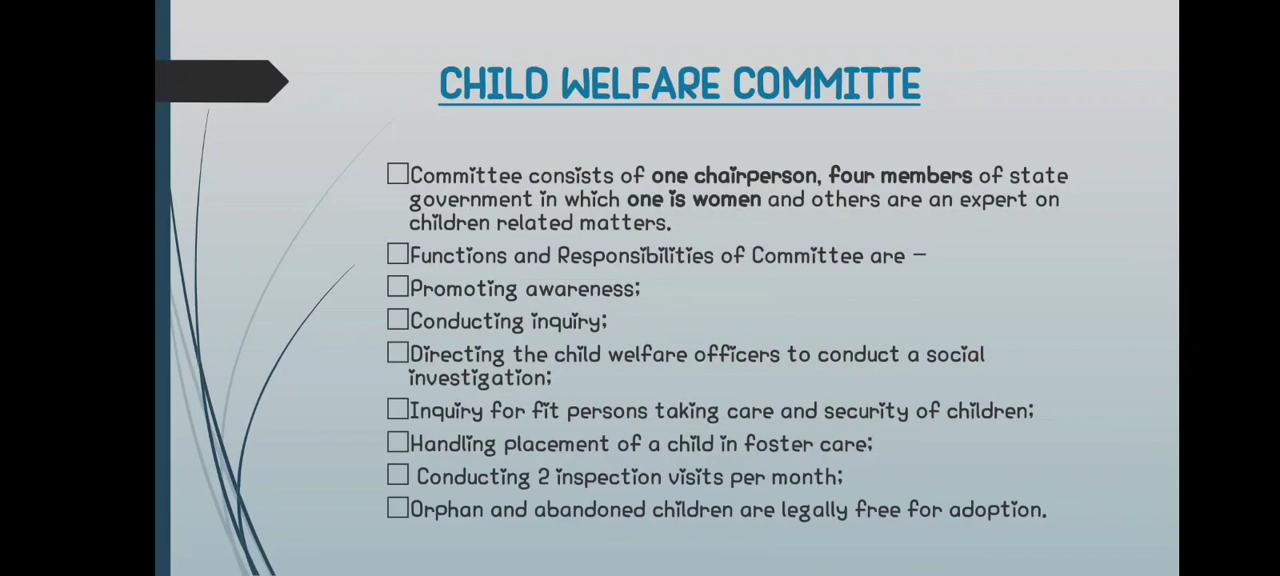 CHILD WELFARE COMMITTE
Committee consists of one chairperson, four members of state
government in which one is women and others are an expert on
children related matters.
Functions and Responsibilities of Committee are –
Promoting awareness;
Conducting inquiry;
Directing the child welfare officers to conduct a social
investigation;
Inquiry for fit persons taking care and security of children;
Handling placement of a child in foster care;
Conducting 2 inspection visits per month;
Orphan and abandoned children are legally free for adoption.